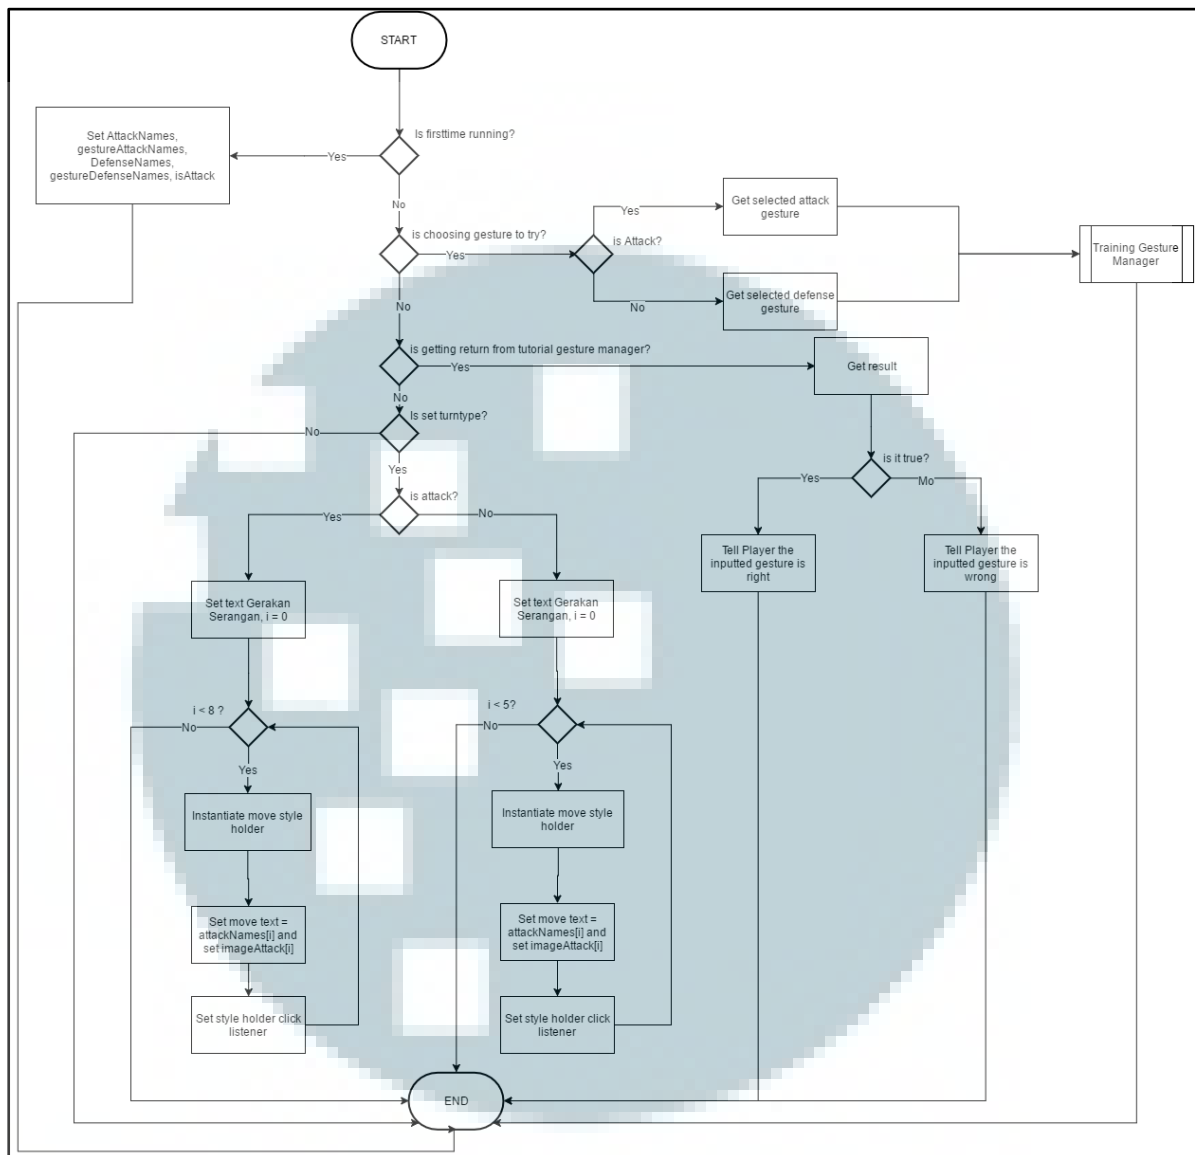 START
Is firsttime running?
Set AttackNames,
gestureAttackNames,
DefenseNames,
gestureDefenseNames, isAttack
Yes
No
is choosing gesture to try?
Yes
is Attack?
Yes
Get selected attack
gesture
Training Gesture
Manager
No
Get selected defense
gesture
No
is getting return from tutorial gesture manager?
Yes
Get result
No
Is set turntype?
No
Yes
is it true?
Yes
Mo
is attack?
Yes
No
Tell Player the
inputted gesture is
right
Tell Player the
inputted gesture is
wrong
Set text Gerakan
Serangan, i = 0
Set text Gerakan
Serangan, i = 0
i < 8 ?
No
Yes
i < 5?
No
Yes
Instantiate move style
holder
Instantiate move style
holder
Set move text =
attackNames[i] and
set imageAttack[i]
Set move text =
attackNames[i] and
set imageAttack[i]
Set style holder click
listener
Set style holder click
listener
END